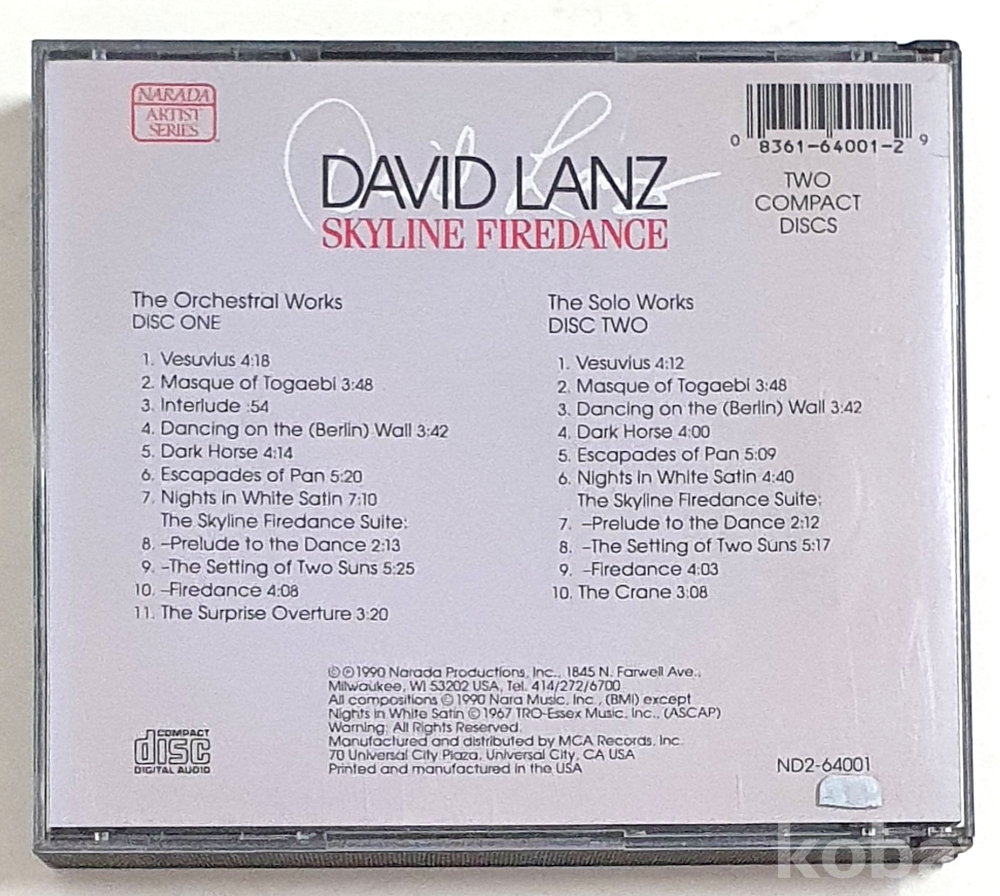 NARADA
ARTIST
SERIES
David Lanz
DAVID LANZ
SKYLINE FIREDANCE
0 8361-64001-2 9
TWO
COMPACT
DISCS
The Orchestral Works
DISC ONE
1. Vesuvius 4:18
2. Masque of Togaebi 3:48
3. Interlude :54
4. Dancing on the (Berlin) Wall 3:42
5. Dark Horse 4:14
6. Escapades of Pan 5:20
7. Nights in White Satin 7:10
The Skyline Firedance Suite:
8. –Prelude to the Dance 2:13
9. –The Setting of Two Suns 5:25
10. –Firedance 4:08
11. The Surprise Overture 3:20
The Solo Works
DISC TWO
1. Vesuvius 4:12
2. Masque of Togaebi 3:48
3. Dancing on the (Berlin) Wall 3:42
4. Dark Horse 4:00
5. Escapades of Pan 5:09
6. Nights in White Satin 4:40
The Skyline Firedance Suite:
7. –Prelude to the Dance 2:12
8. –The Setting of Two Suns 5:17
9. –Firedance 4:03
10. The Crane 3:08
©℗1990 Narada Productions, Inc., 1845 N. Farwell Ave.,
Milwaukee, WI 53202 USA, Tel. 414/272/6700
All compositions ©1990 Nara Music, Inc., (BMI) except
Nights in White Satin ©1967 TRO-Essex Music, Inc., (ASCAP)
Warning: All Rights Reserved.
Manufactured and distributed by MCA Records, Inc.
70 Universal City Plaza, Universal City, CA USA
Printed and manufactured in the USA
COMPACT
disc
DIGITAL AUDIO
ND2-64001
kobz